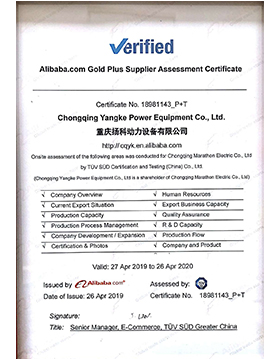 Verified
Alibaba.com Gold Plus Supplier Assessment Certificate
Certificate No. 18981143_P+T
Chongqing Yangke Power Equipment Co., Ltd.
重庆扬科动力设备有限公司
http://cqyk.en.alibaba.com
Onsite assessment of the following areas was conducted for Chongqing Marathon Electric Co., Ltd
by TÜV SÜD Certification and Testing (China) Co., Ltd.
(Chongqing Yangke Power Equipment Co., Ltd is a shareholder of Chongqing Marathon Electric Co., Ltd)
√ Company Overview √ Human Resources
√ Current Export Situation √ Export Business Capacity
√ Production Capacity √ Quality Assurance
√ Production Process Management √ R & D Capacity
√ Company Development / Expansion √ Production Flow
√ Certification & Photos √ Company and Product
Valid: 27 Apr 2019 to 26 Apr 2020
Issued by Alibaba.com Assessed by:
Date of Issue: 26 Apr 2019 Certificate No. 18981143_P+T
Signature:
Title: Senior Manager, E-Commerce, TÜV SÜD Greater China